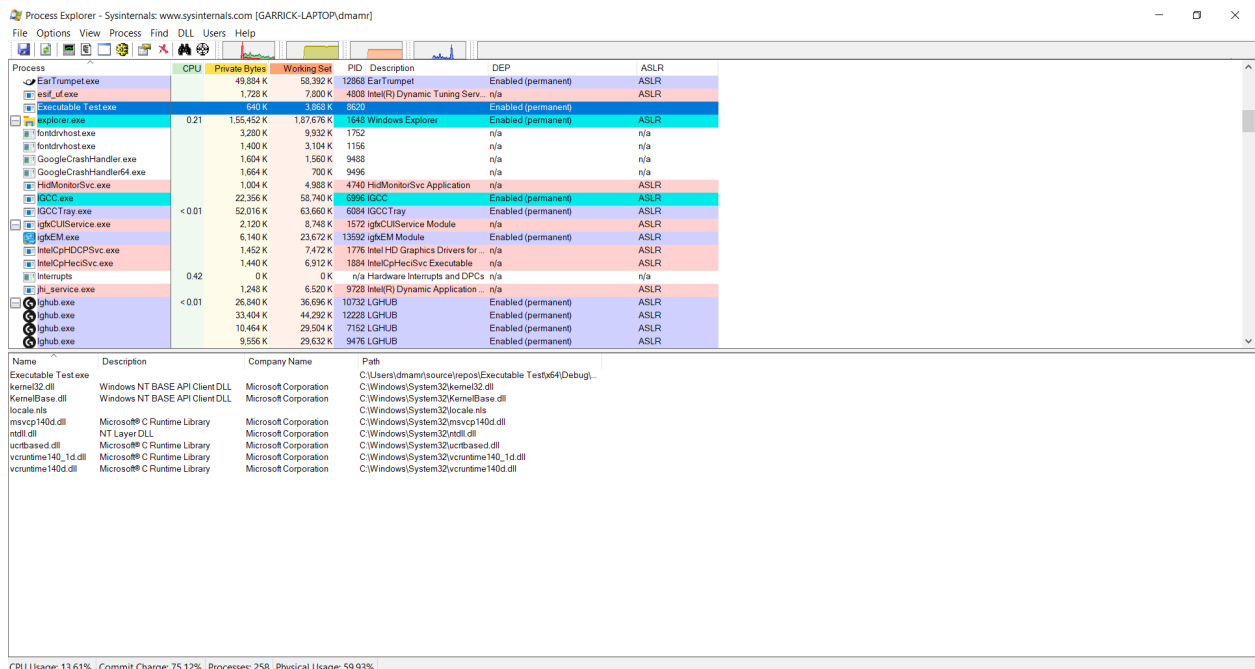 Process Explorer - Sysinternals: www.sysinternals.com [GARRICK-LAPTOP\dmamr]
File Options View Process Find DLL Users Help
Process CPU Private Bytes Working Set PID Description DEP ASLR
EarTrumpet.exe 49,884 K 58,392 K 12868 EarTrumpet Enabled (permanent) ASLR
esif_uf.exe 1,728 K 7,800 K 4808 Intel(R) Dynamic Tuning Serv... n/a ASLR
Executable Test.exe 640 K 3,868 K 8620 Enabled (permanent)
explorer.exe 0.21 1,55,452 K 1,87,676 K 1648 Windows Explorer Enabled (permanent) ASLR
fontdrvhost.exe 3,280 K 9,932 K 1752 n/a n/a
fontdrvhost.exe 1,400 K 3,104 K 1156 n/a n/a
GoogleCrashHandler.exe 1,604 K 1,560 K 9488 n/a n/a
GoogleCrashHandler64.exe 1,664 K 700 K 9496 n/a n/a
HidMonitorSvc.exe 1,004 K 4,988 K 4740 HidMonitorSvc Application n/a ASLR
IGCC.exe 22,356 K 58,740 K 6996 IGCC Enabled (permanent) ASLR
IGCCTray.exe < 0.01 52,016 K 63,660 K 6084 IGCCTray Enabled (permanent) ASLR
igfxCUIService.exe 2,120 K 8,748 K 1572 igfxCUIService Module n/a ASLR
igfxEM.exe 6,140 K 23,672 K 13592 igfxEM Module Enabled (permanent) ASLR
IntelCpHDCPSvc.exe 1,452 K 7,472 K 1776 Intel HD Graphics Drivers for ... n/a ASLR
IntelCpHeciSvc.exe 1,440 K 6,912 K 1884 IntelCpHeciSvc Executable n/a ASLR
Interrupts 0.42 0 K 0 K n/a Hardware Interrupts and DPCs n/a n/a
jhi_service.exe 1,248 K 6,520 K 9728 Intel(R) Dynamic Application ... n/a ASLR
lghub.exe < 0.01 26,840 K 36,696 K 10732 LGHUB Enabled (permanent) ASLR
lghub.exe 33,404 K 44,292 K 12228 LGHUB Enabled (permanent) ASLR
lghub.exe 10,464 K 29,504 K 7152 LGHUB Enabled (permanent) ASLR
lghub.exe 9,556 K 29,632 K 9476 LGHUB Enabled (permanent) ASLR
Name Description Company Name Path
Executable Test.exe C:\Users\dmamr\source\repos\Executable Test\x64\Debug\...
kernel32.dll Windows NT BASE API Client DLL Microsoft Corporation C:\Windows\System32\kernel32.dll
KernelBase.dll Windows NT BASE API Client DLL Microsoft Corporation C:\Windows\System32\KernelBase.dll
locale.nls C:\Windows\System32\locale.nls
msvcp140d.dll Microsoft® C Runtime Library Microsoft Corporation C:\Windows\System32\msvcp140d.dll
ntdll.dll NT Layer DLL Microsoft Corporation C:\Windows\System32\ntdll.dll
ucrtbased.dll Microsoft® C Runtime Library Microsoft Corporation C:\Windows\System32\ucrtbased.dll
vcruntime140_1d.dll Microsoft® C Runtime Library Microsoft Corporation C:\Windows\System32\vcruntime140_1d.dll
vcruntime140d.dll Microsoft® C Runtime Library Microsoft Corporation C:\Windows\System32\vcruntime140d.dll
CPU Usage: 13.61% Commit Charge: 75.12% Processes: 258 Physical Usage: 59.93%